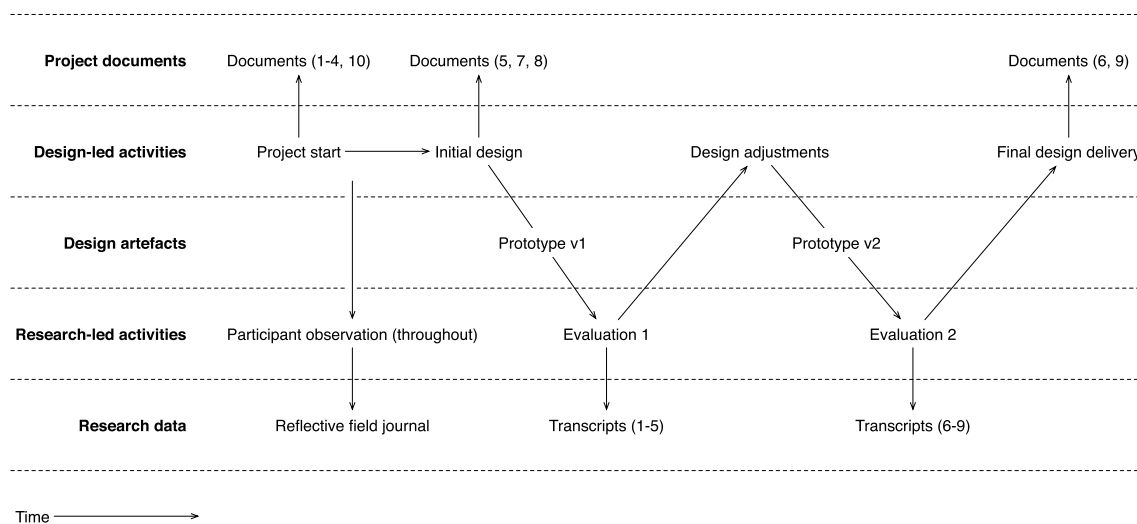 Project documents Documents (1-4, 10) Documents (5, 7, 8) Documents (6, 9)
Design-led activities Project start Initial design Design adjustments Final design delivery
Design artefacts Prototype v1 Prototype v2
Research-led activities Participant observation (throughout) Evaluation 1 Evaluation 2
Research data Reflective field journal Transcripts (1-5) Transcripts (6-9)
Time